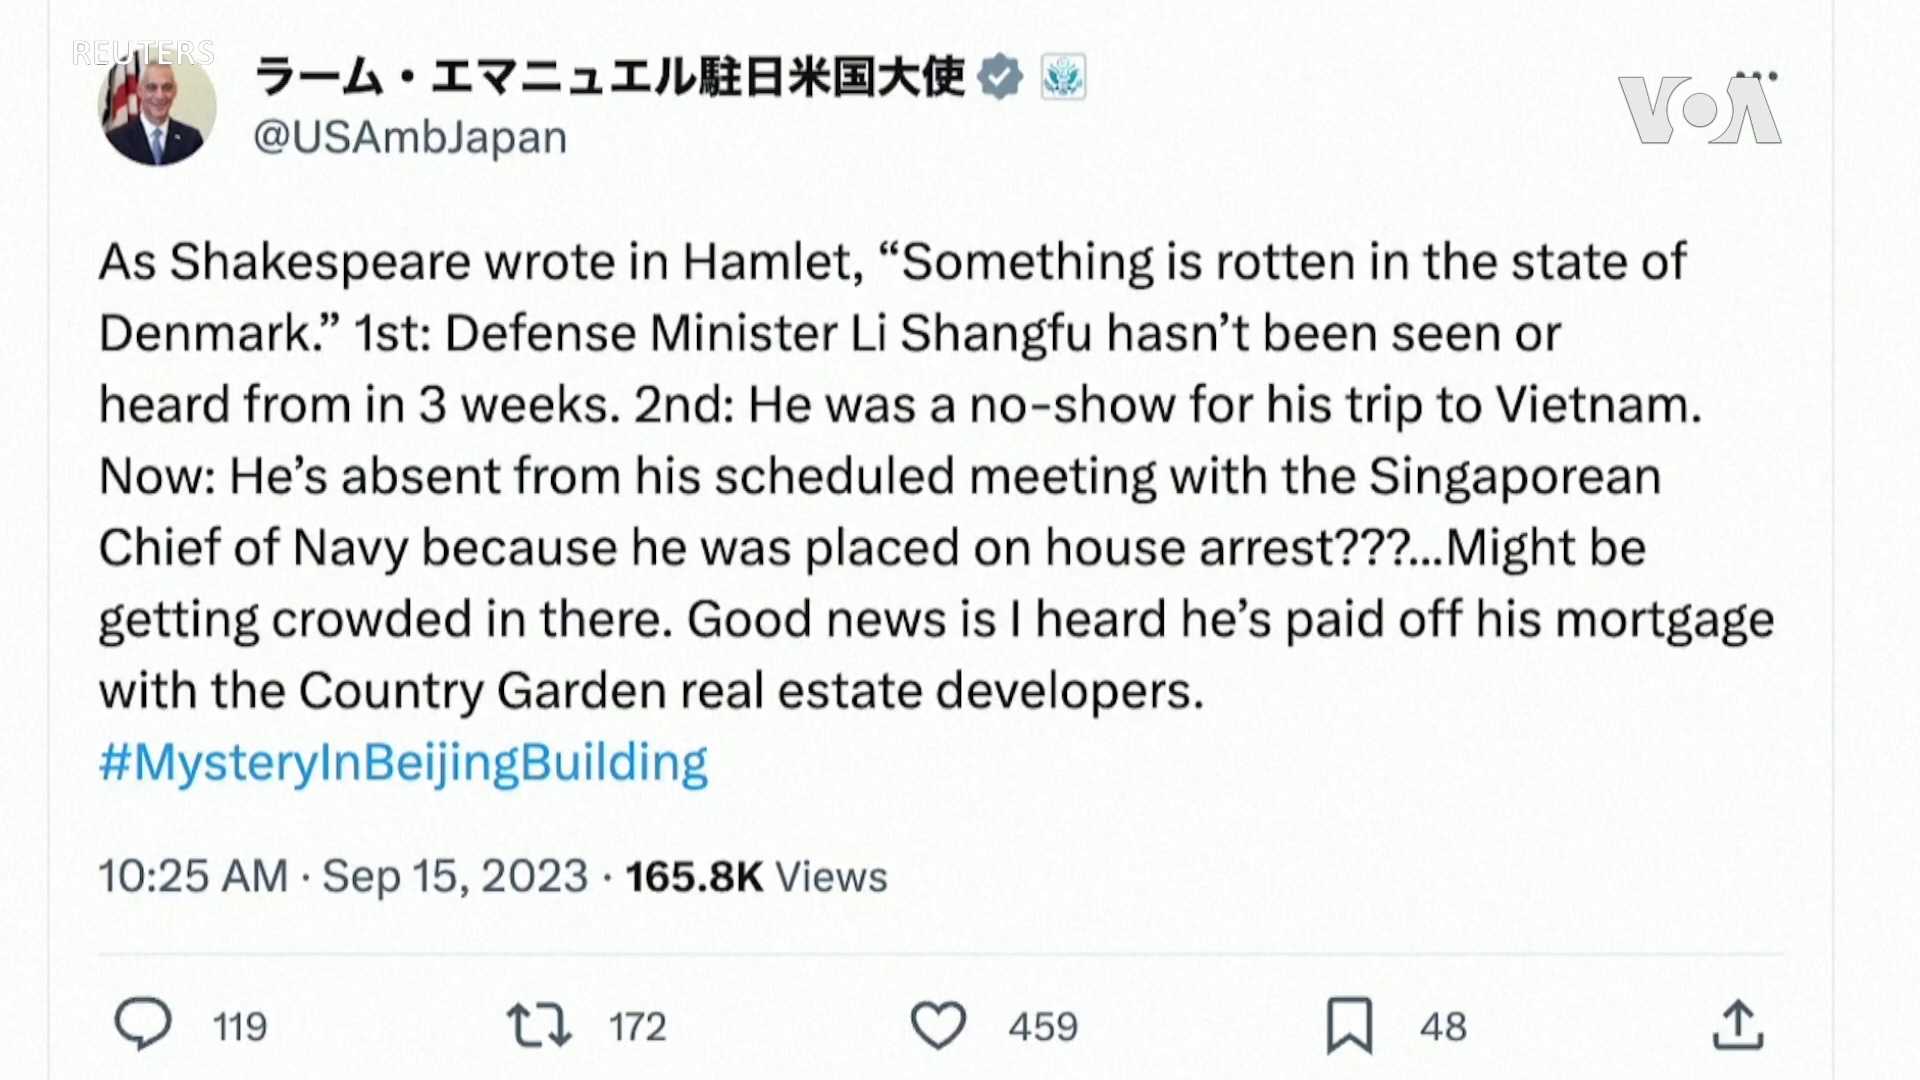 REUTERS
ラーム・エマニュエル駐日米国大使
@USAmbJapan
VOA
As Shakespeare wrote in Hamlet, “Something is rotten in the state of
Denmark.” 1st: Defense Minister Li Shangfu hasn’t been seen or
heard from in 3 weeks. 2nd: He was a no-show for his trip to Vietnam.
Now: He’s absent from his scheduled meeting with the Singaporean
Chief of Navy because he was placed on house arrest???...Might be
getting crowded in there. Good news is I heard he’s paid off his mortgage
with the Country Garden real estate developers.
#MysteryInBeijingBuilding
10:25 AM · Sep 15, 2023 · 165.8K Views
119 172 459 48